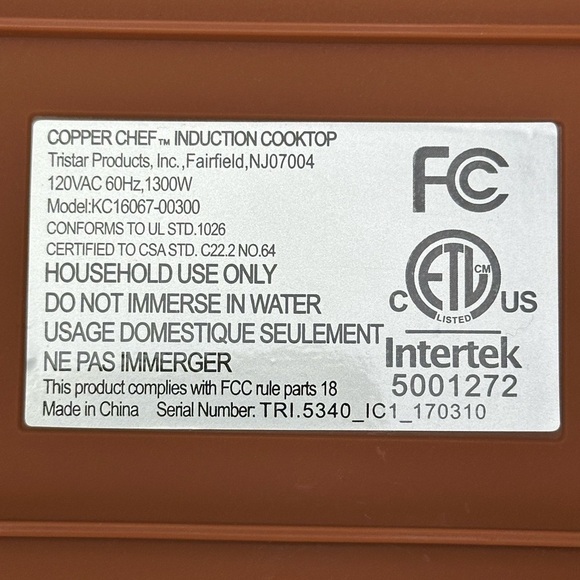 COPPER CHEF™ INDUCTION COOKTOP
Tristar Products, Inc.,Fairfield,NJ07004
120VAC 60Hz,1300W
Model:KC16067-00300
CONFORMS TO UL STD.1026
CERTIFIED TO CSA STD. C22.2 NO.64
HOUSEHOLD USE ONLY
DO NOT IMMERSE IN WATER
USAGE DOMESTIQUE SEULEMENT
NE PAS IMMERGER
This product complies with FCC rule parts 18
Made in China Serial Number: TRI.5340_IC1_170310
FC
C ETL CM US
LISTED
Intertek
5001272